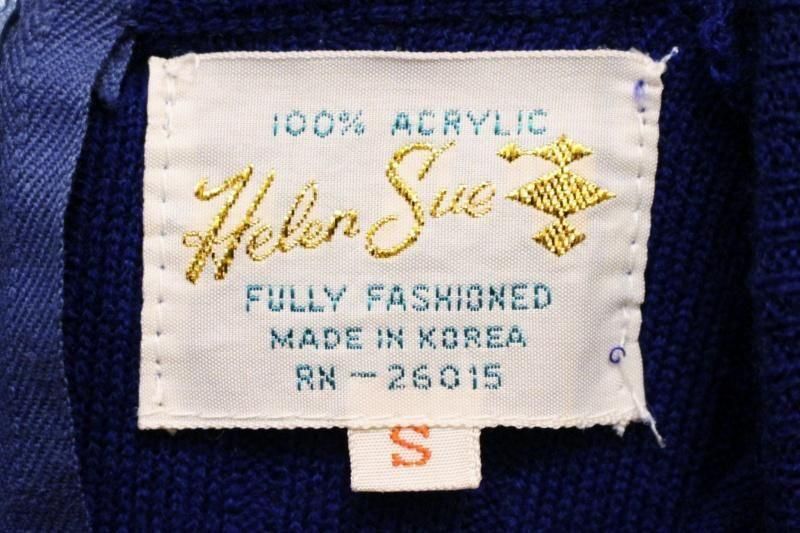 100% ACRYLIC
Helen Sue
FULLY FASHIONED
MADE IN KOREA
RN-26015
S